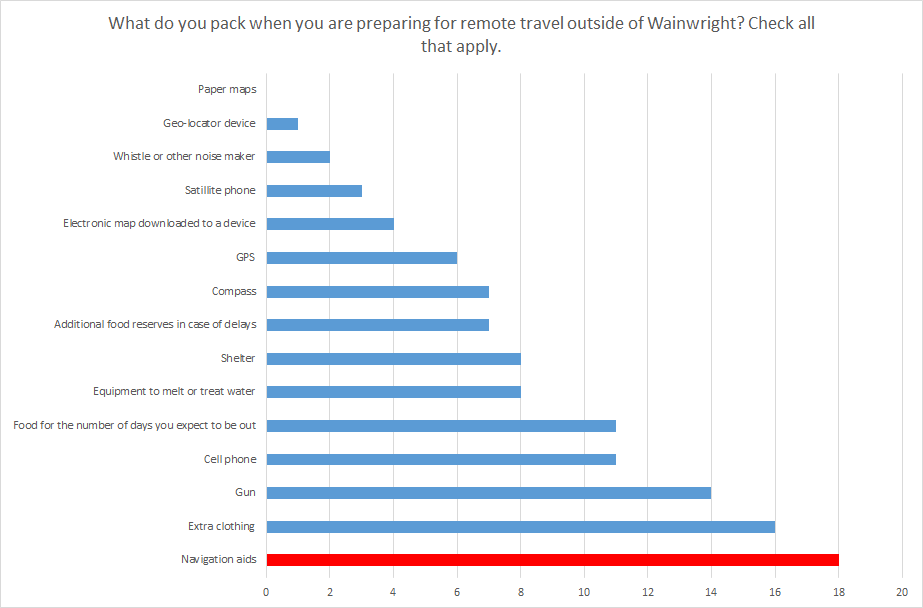 What do you pack when you are preparing for remote travel outside of Wainwright? Check all
that apply.
Paper maps
Geo-locator device
Whistle or other noise maker
Satillite phone
Electronic map downloaded to a device
GPS
Compass
Additional food reserves in case of delays
Shelter
Equipment to melt or treat water
Food for the number of days you expect to be out
Cell phone
Gun
Extra clothing
Navigation aids
0 2 4 6 8 10 12 14 16 18 20